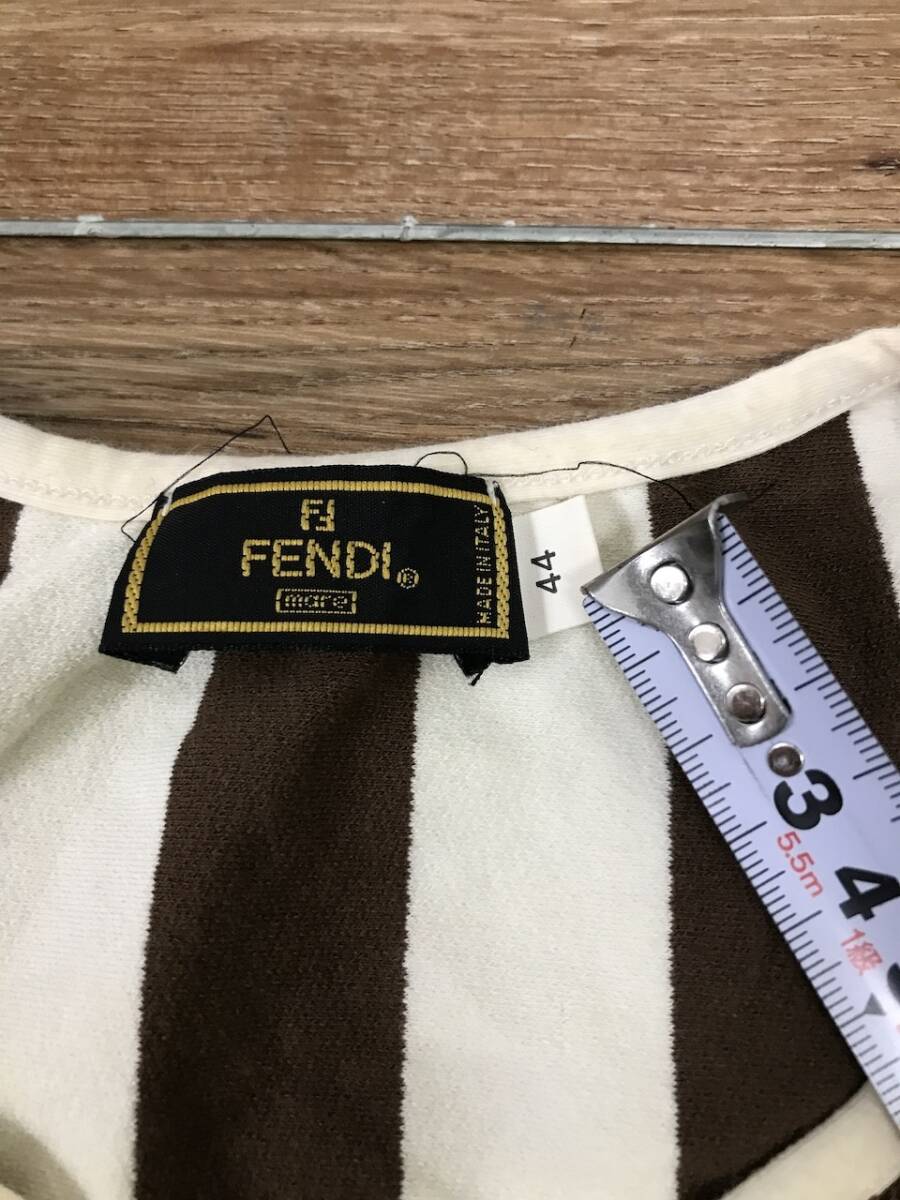 FF
FENDI®
mare
MADE IN ITALY
44
3
5.5m
4
1級